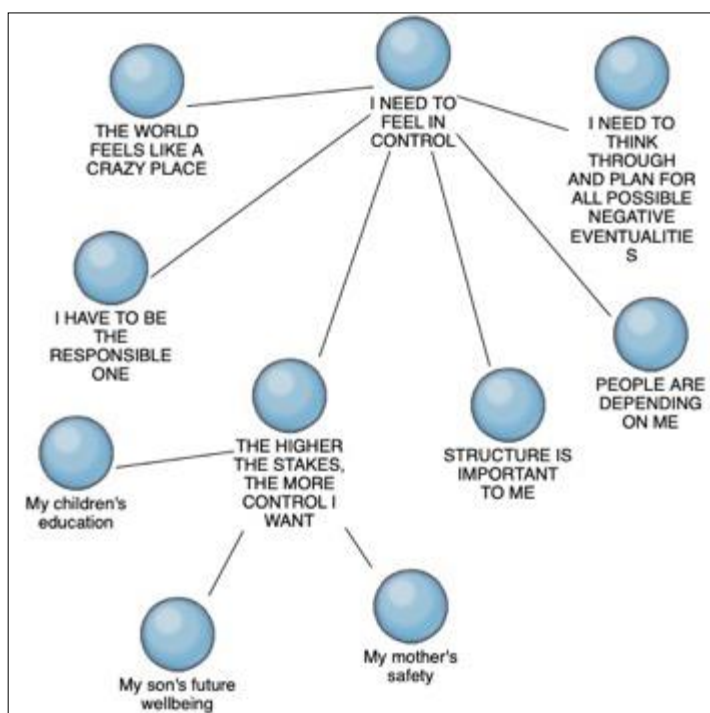 THE WORLD
FEELS LIKE A
CRAZY PLACE
I NEED TO
FEEL IN
CONTROL
I NEED TO
THINK
THROUGH
AND PLAN FOR
ALL POSSIBLE
NEGATIVE
EVENTUALITIE
S
I HAVE TO BE
THE
RESPONSIBLE
ONE
PEOPLE ARE
DEPENDING
ON ME
THE HIGHER
THE STAKES,
THE MORE
CONTROL I
WANT
STRUCTURE IS
IMPORTANT
TO ME
My children's
education
My son's future
wellbeing
My mother's
safety